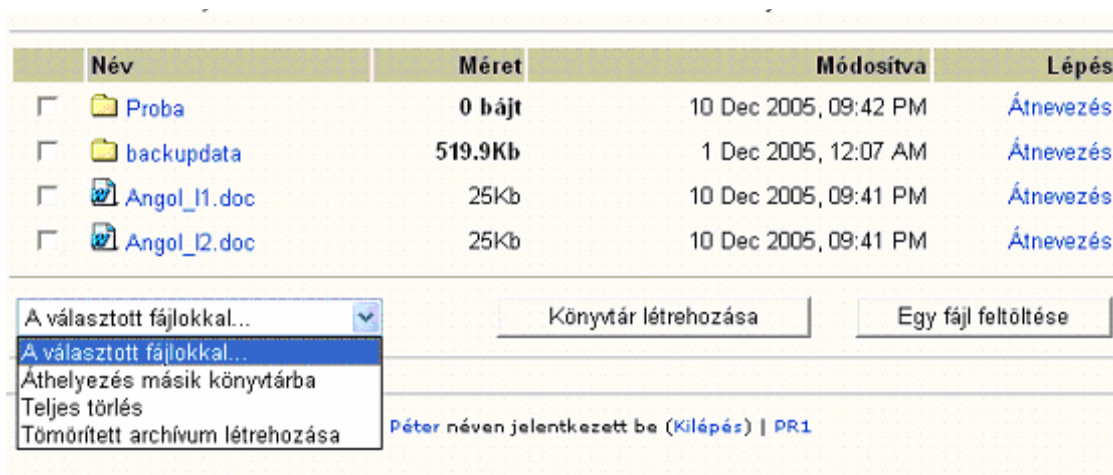 Név Méret Módosítva Lépés
Proba 0 bájt 10 Dec 2005, 09:42 PM Átnevezés
backupdata 519.9Kb 1 Dec 2005, 12:07 AM Átnevezés
Angol_l1.doc 25Kb 10 Dec 2005, 09:41 PM Átnevezés
Angol_l2.doc 25Kb 10 Dec 2005, 09:41 PM Átnevezés
A választott fájlokkal... Könyvtár létrehozása Egy fájl feltöltése
A választott fájlokkal...
Áthelyezés másik könyvtárba
Teljes törlés
Tömörített archívum létrehozása Péter néven jelentkezett be (Kilépés) | PR1